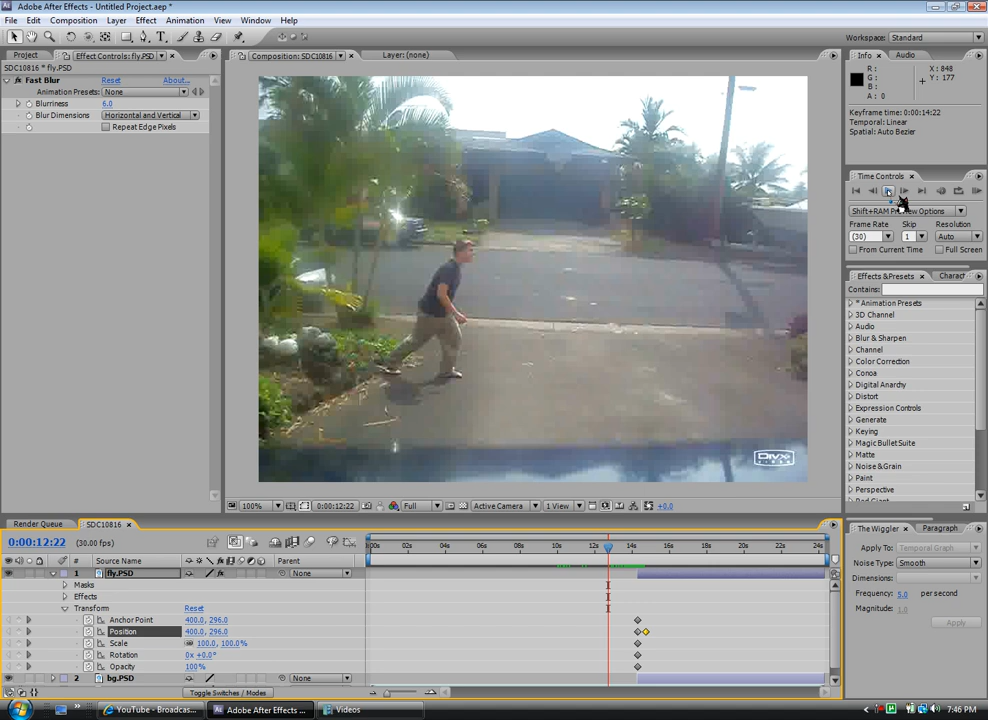 Adobe After Effects - Untitled Project.aep *
File Edit Composition Layer Effect Animation View Window Help
Workspace: Standard
Project Effect Controls: fly.PSD
SDC10816 * fly.PSD
Fast Blur Reset About...
Animation Presets: None
Blurriness 6.0
Blur Dimensions Horizontal and Vertical
Repeat Edge Pixels
Composition: SDC10816 Layer: (none)
DivX
100% 0:00:12:22 Full Active Camera 1 View +0.0
Info Audio
R :
G :
B :
A : 0
X : 848
Y : 177
Keyframe time: 0:00:14:22
Temporal: Linear
Spatial: Auto Bezier
Time Controls
Shift+RAM Preview Options
Frame Rate Skip Resolution
(30) 1 Auto
From Current Time Full Screen
Effects & Presets Charact
Contains:
* Animation Presets
3D Channel
Audio
Blur & Sharpen
Channel
Color Correction
Conoa
Digital Anarchy
Distort
Expression Controls
Generate
Keying
Magic Bullet Suite
Matte
Noise & Grain
Paint
Perspective
Render Queue SDC10816
0:00:12:22 (30.00 fps)
# Source Name Parent
:00s 02s 04s 06s 08s 10s 12s 14s 16s 18s 20s 22s 24s
1 fly.PSD None
Masks
Effects
Transform Reset
Anchor Point 400.0, 296.0
Position 400.0, 296.0
Scale 100.0, 100.0%
Rotation 0x +0.0°
Opacity 100%
2 bg.PSD None
Toggle Switches / Modes
The Wiggler Paragraph
Apply To: Temporal Graph
Noise Type: Smooth
Dimensions:
Frequency: 5.0 per second
Magnitude: 1.0
Apply
YouTube - Broadcas... Adobe After Effects ... Videos
7:46 PM